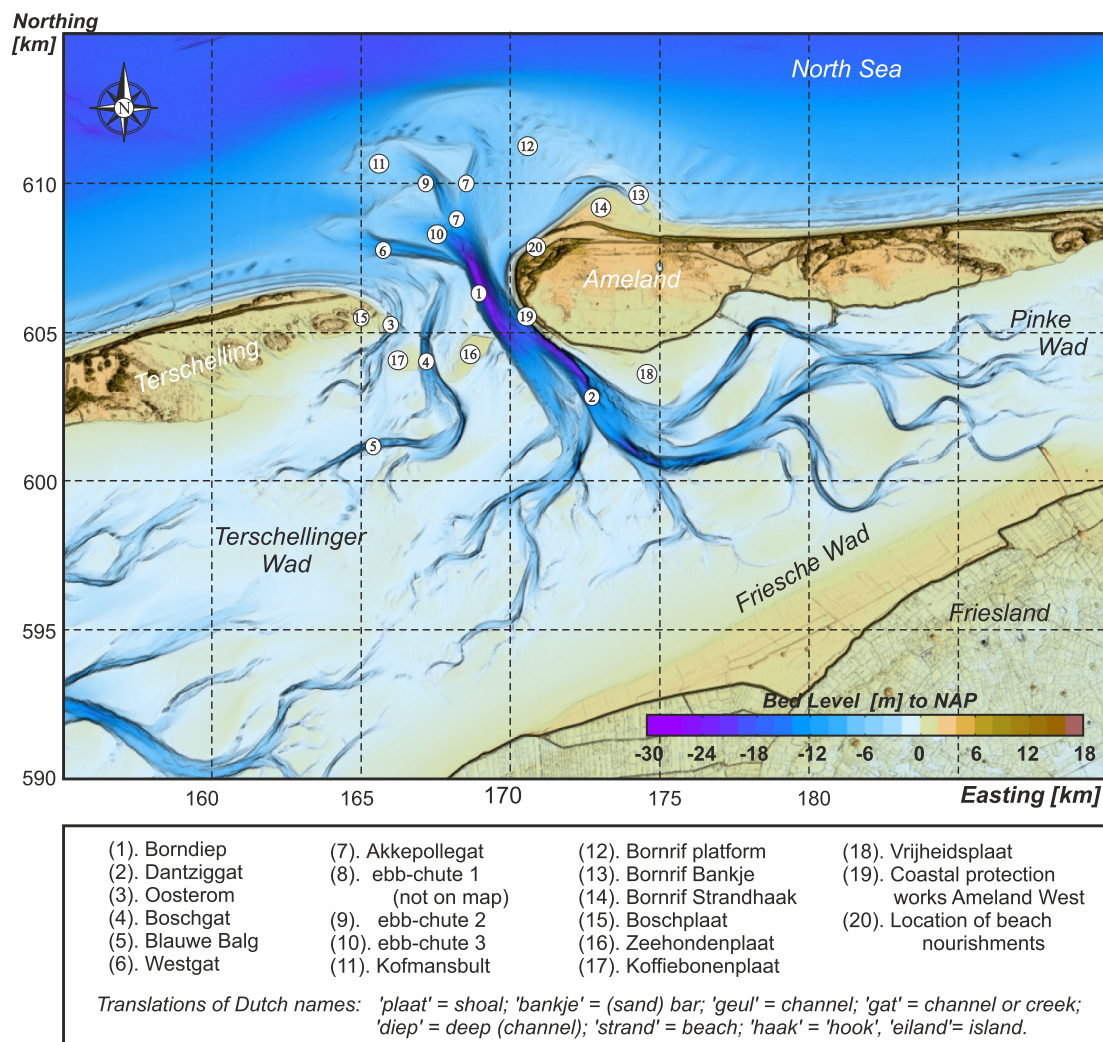 Northing
[km]
North Sea
N
12
11
9
7
610
13
14
7
10
20
6
Ameland
1
19
605
15
3
Pinke
Wad
16
17
4
Terschelling
18
2
5
600
Terschellinger
Wad
Friesche Wad
Friesland
595
Bed Level [m] to NAP
-30 -24 -18 -12 -6 0 6 12 18
590
160 165 170 175 180 Easting [km]
(1). Borndiep
(2). Dantziggat
(3). Oosterom
(4). Boschgat
(5). Blauwe Balg
(6). Westgat
(7). Akkepollegat
(8). ebb-chute 1
(not on map)
(9). ebb-chute 2
(10). ebb-chute 3
(11). Kofmansbult
(12). Bornrif platform
(13). Bornrif Bankje
(14). Bornrif Strandhaak
(15). Boschplaat
(16). Zeehondenplaat
(17). Koffiebonenplaat
(18). Vrijheidsplaat
(19). Coastal protection
works Ameland West
(20). Location of beach
nourishments
Translations of Dutch names: 'plaat' = shoal; 'bankje' = (sand) bar; 'geul' = channel; 'gat' = channel or creek;
'diep' = deep (channel); 'strand' = beach; 'haak' = 'hook', 'eiland'= island.